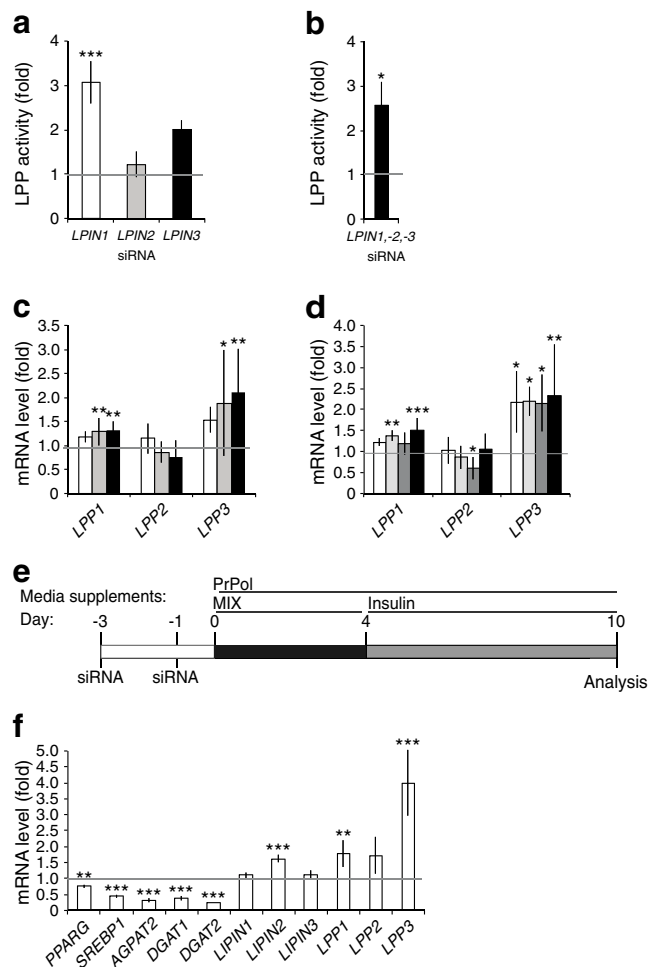 a
LPP activity (fold)
4
3
2
1
0
***
LPIN1 LPIN2 LPIN3
siRNA
b
LPP activity (fold)
4
3
2
1
0
*
LPIN1,-2,-3
siRNA
c
mRNA level (fold)
3.5
3.0
2.5
2.0
1.5
1.0
0.5
0
** **
* **
LPP1 LPP2 LPP3
d
mRNA level (fold)
4.0
3.5
3.0
2.5
2.0
1.5
1.0
0.5
0
** ***
*
* * * **
LPP1 LPP2 LPP3
e
PrPol
Media supplements: MIX Insulin
Day: -3 -1 0 4 10
siRNA siRNA Analysis
f
mRNA level (fold)
5.0
4.5
4.0
3.5
3.0
2.5
2.0
1.5
1.0
0.5
0
** *** *** *** *** *** ** ***
PPARG SREBP1 AGPAT2 DGAT1 DGAT2 LIPIN1 LIPIN2 LIPIN3 LPP1 LPP2 LPP3